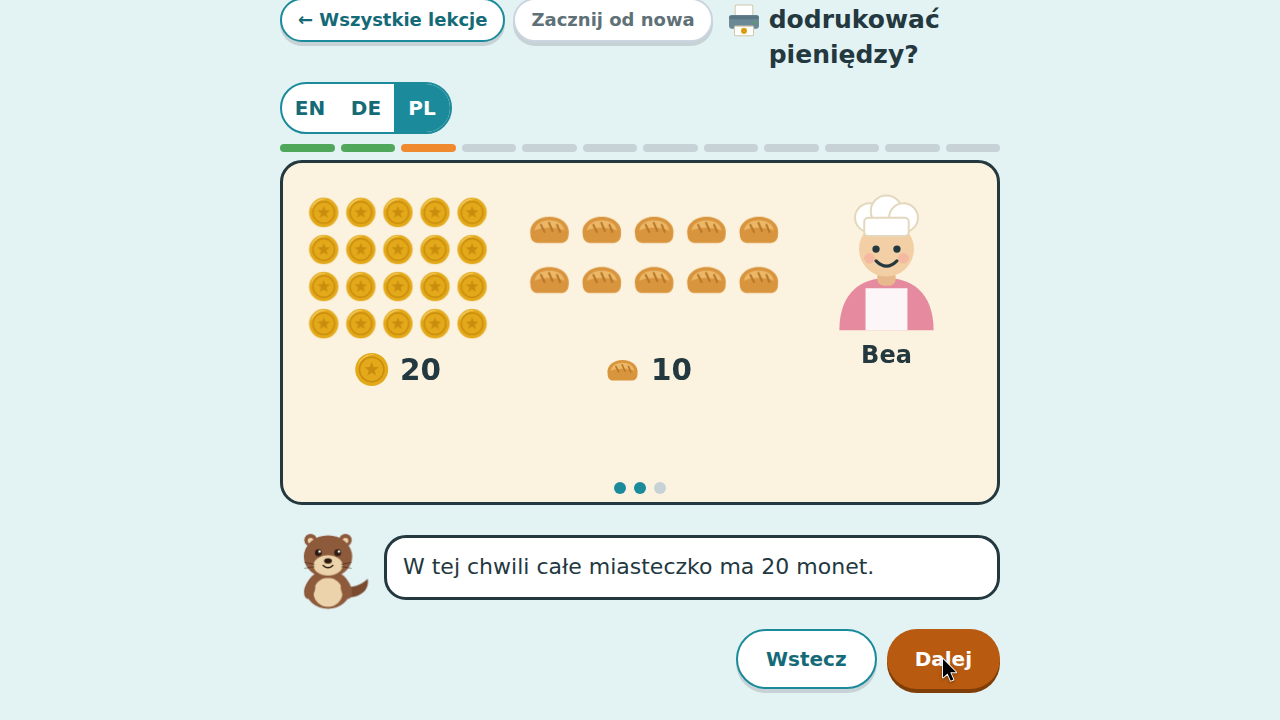 ← Wszystkie lekcje
Zacznij od nowa
dodrukować
pieniędzy?
EN DE PL
20
10
Bea
W tej chwili całe miasteczko ma 20 monet.
Wstecz
Dalej